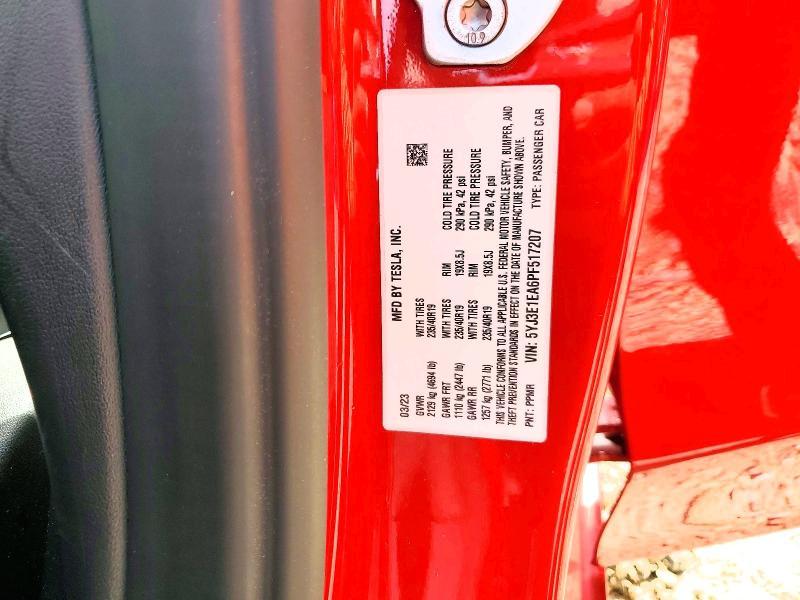 10.9
MFD BY TESLA, INC.
03/23
GVWR WITH TIRES RIM COLD TIRE PRESSURE
2129 kg (4694 lb) 235/40R19 19X8.5J 290 kPa, 42 psi
GAWR FRT WITH TIRES RIM COLD TIRE PRESSURE
1110 kg (2447 lb) 235/40R19 19X8.5J 290 kPa, 42 psi
GAWR RR
1257 kg (2771 lb)
THIS VEHICLE CONFORMS TO ALL APPLICABLE U.S. FEDERAL MOTOR VEHICLE SAFETY, BUMPER, AND
THEFT PREVENTION STANDARDS IN EFFECT ON THE DATE OF MANUFACTURE SHOWN ABOVE.
VIN: 5YJ3E1EA6PF517207 TYPE: PASSENGER CAR
PNT: PPMR